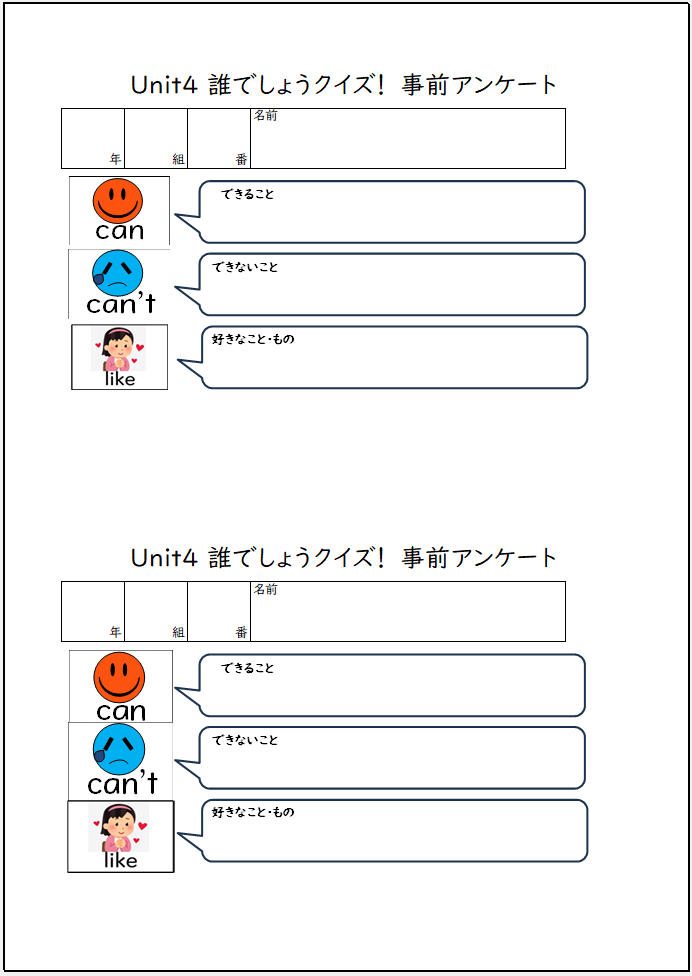 Unit4 誰でしょうクイズ! 事前アンケート
年 組 番 名前
can
できること
can't
できないこと
like
好きなこと・もの
Unit4 誰でしょうクイズ! 事前アンケート
年 組 番 名前
can
できること
can't
できないこと
like
好きなこと・もの